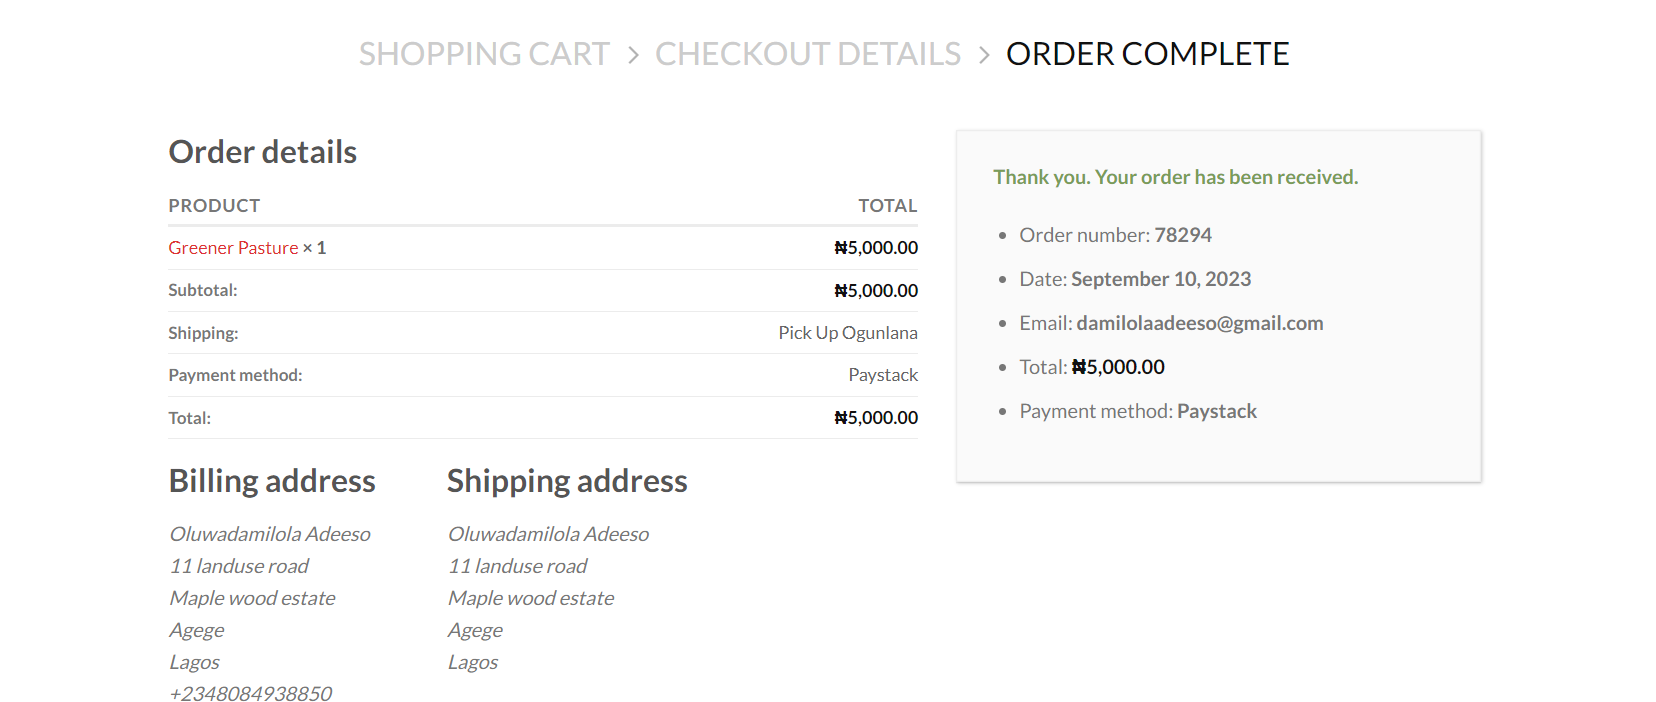 SHOPPING CART > CHECKOUT DETAILS > ORDER COMPLETE
Order details
PRODUCT TOTAL
Greener Pasture × 1 ₦5,000.00
Subtotal: ₦5,000.00
Shipping: Pick Up Ogunlana
Payment method: Paystack
Total: ₦5,000.00
Thank you. Your order has been received.
• Order number: 78294
• Date: September 10, 2023
• Email: damilolaadeeso@gmail.com
• Total: ₦5,000.00
• Payment method: Paystack
Billing address
Oluwadamilola Adeeso
11 landuse road
Maple wood estate
Agege
Lagos
+2348084938850
Shipping address
Oluwadamilola Adeeso
11 landuse road
Maple wood estate
Agege
Lagos